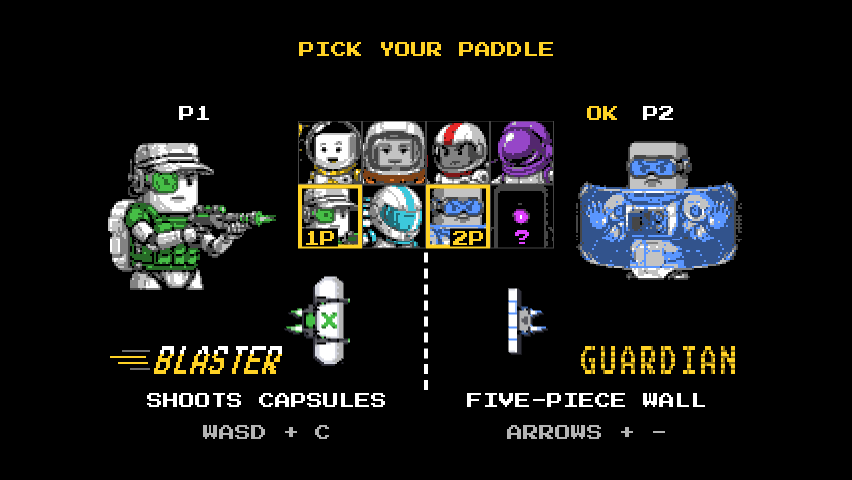 PICK YOUR PADDLE
P1
OK P2
1P
2P
?
X
BLASTER
GUARDIAN
SHOOTS CAPSULES
FIVE-PIECE WALL
WASD + C
ARROWS + -